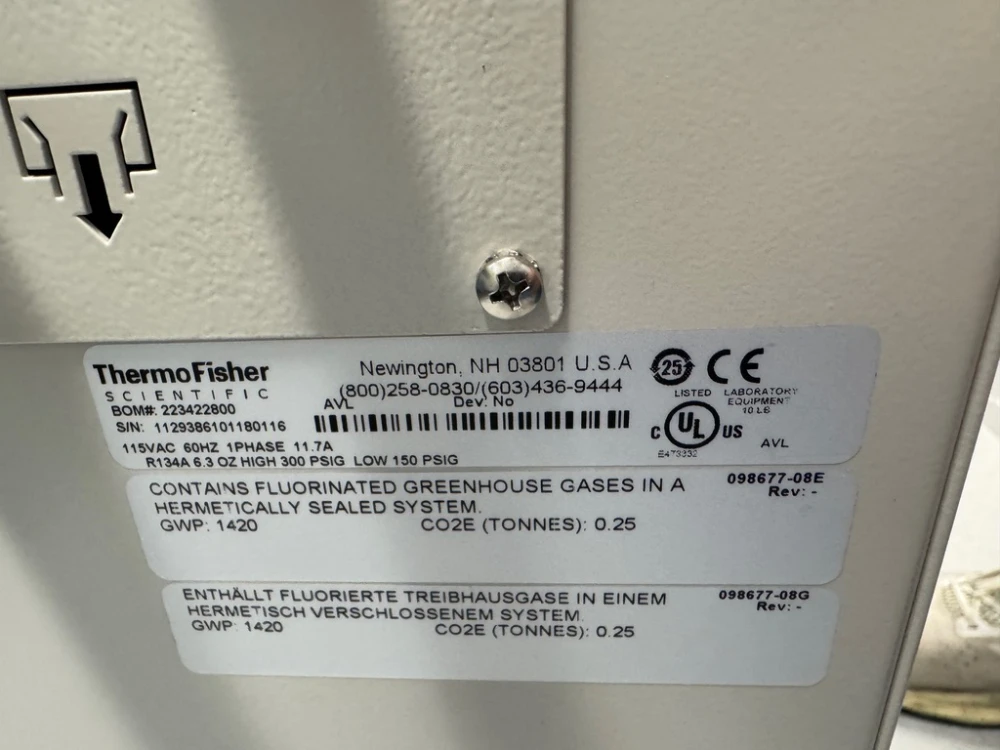 ThermoFisher
SCIENTIFIC
Newington, NH 03801 U.S.A
(800)258-0830/(603)436-9444
AVL Dev: No
BOM#: 223422800
S/N: 1129386101180116
115VAC 60HZ 1PHASE 11.7A
R134A 6.3 OZ HIGH 300 PSIG LOW 150 PSIG
25
CE
LISTED LABORATORY
EQUIPMENT
10 L6
C UL US
AVL
E473332
CONTAINS FLUORINATED GREENHOUSE GASES IN A
HERMETICALLY SEALED SYSTEM.
GWP: 1420 CO2E (TONNES): 0.25
098677-08E
Rev: -
ENTHÄLLT FLUORIERTE TREIBHAUSGASE IN EINEM
HERMETISCH VERSCHLOSSENEM SYSTEM.
GWP: 1420 CO2E (TONNES): 0.25
098677-08G
Rev: -